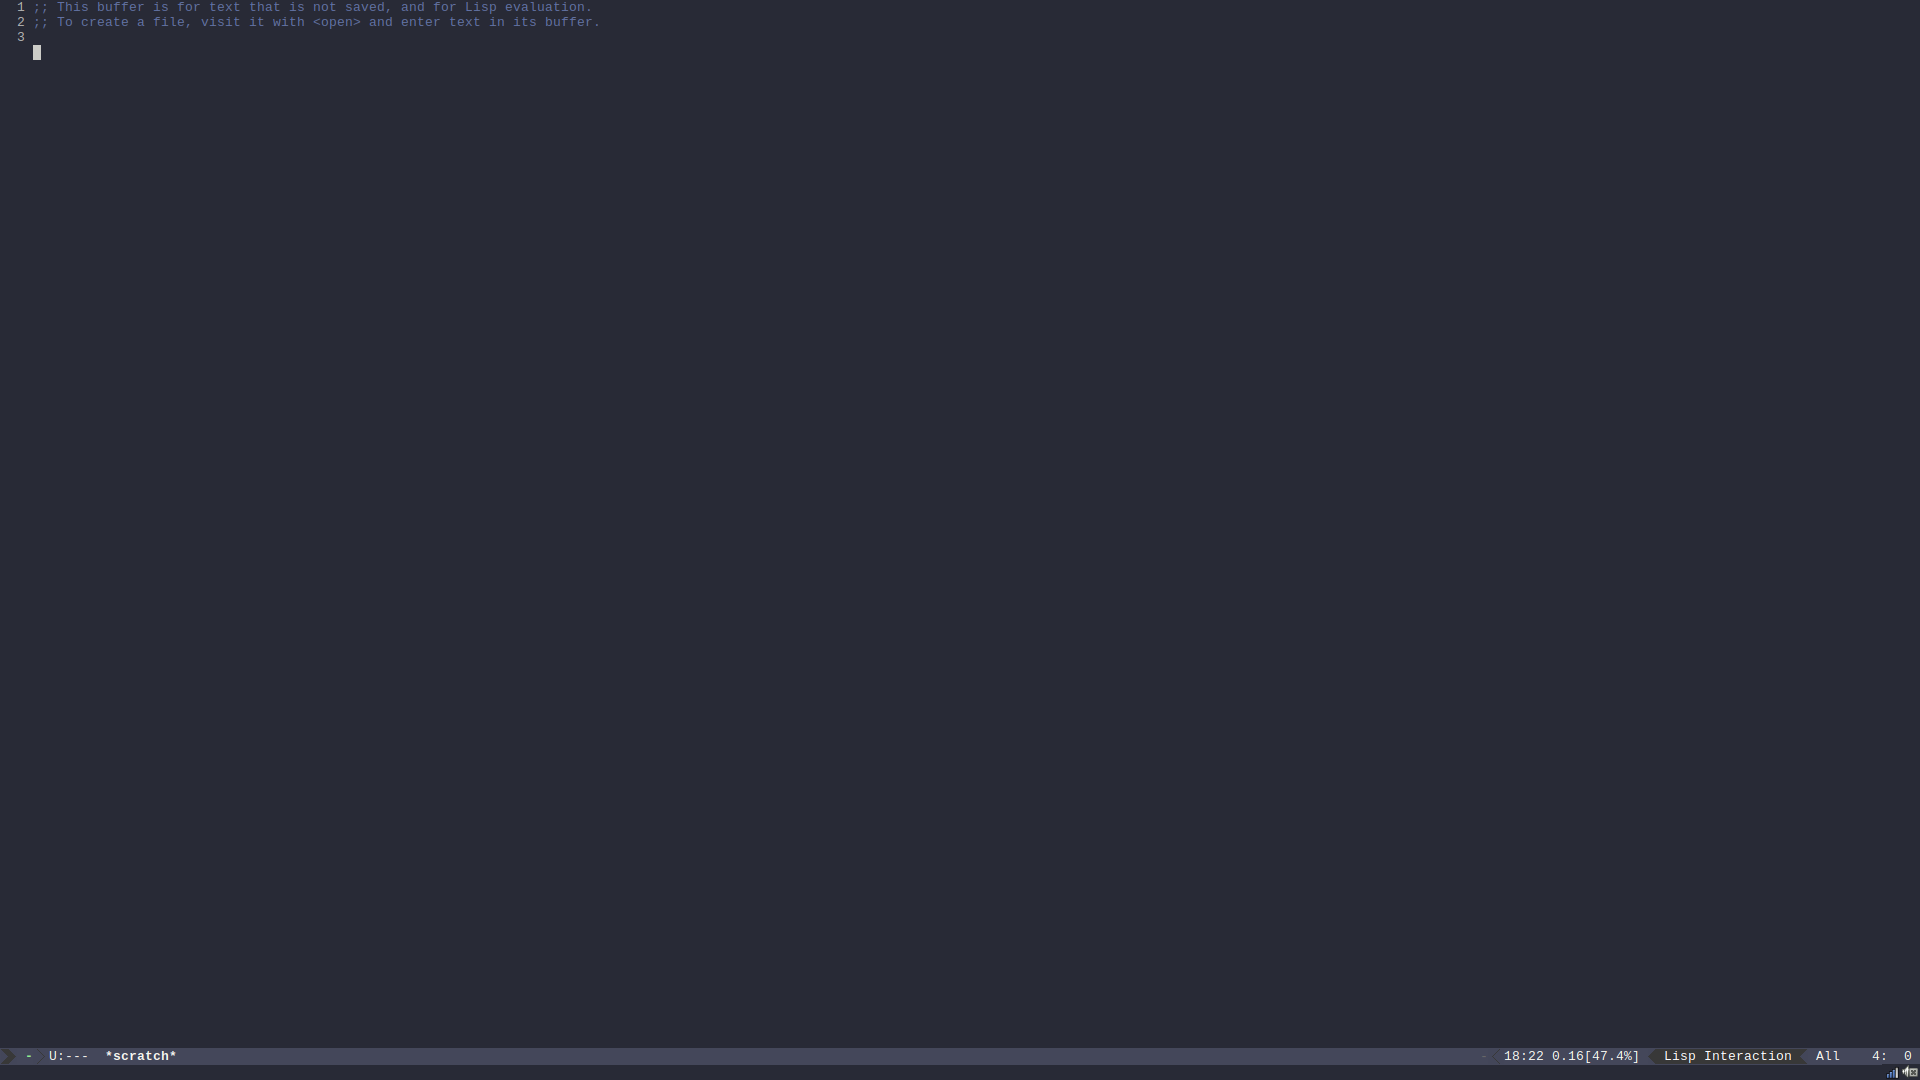 1 ;; This buffer is for text that is not saved, and for Lisp evaluation.
2 ;; To create a file, visit it with <open> and enter text in its buffer.
3
- U:--- *scratch* - 18:22 0.16[47.4%] Lisp Interaction All 4: 0